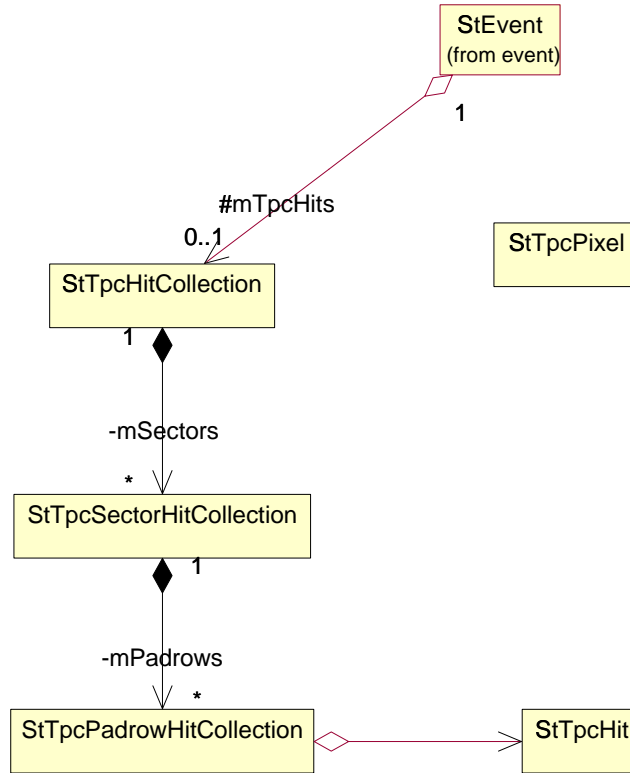 StEvent
(from event)
1
#mTpcHits
0..1
StTpcPixel
StTpcHitCollection
1
-mSectors
*
StTpcSectorHitCollection
1
-mPadrows
*
StTpcPadrowHitCollection
StTpcHit